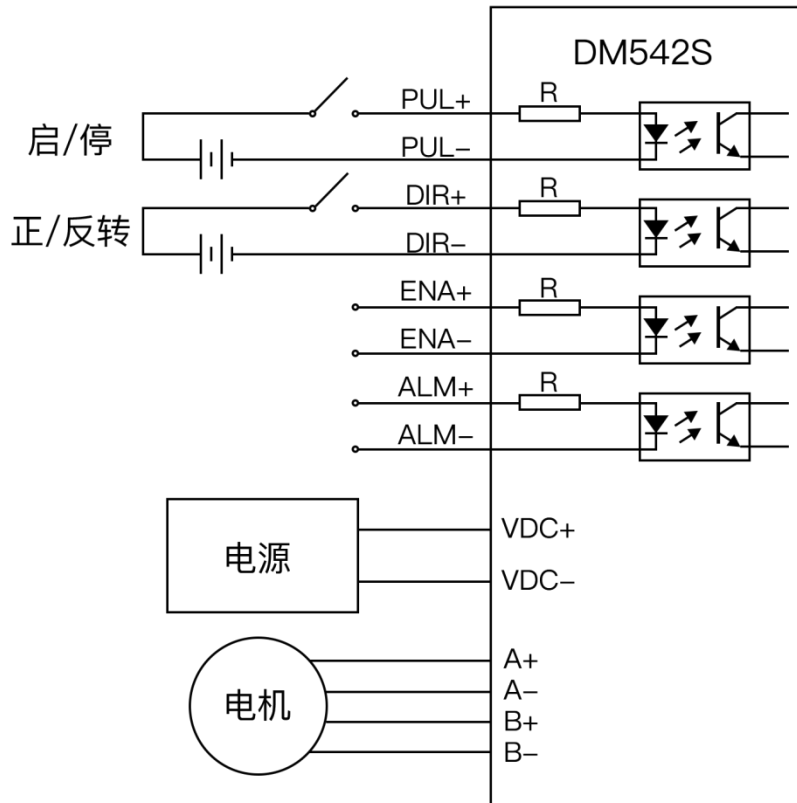 DM542S
PUL+
R
启/停
PUL-
DIR+
R
正/反转
DIR-
ENA+
R
ENA-
ALM+
R
ALM-
电源
VDC+
VDC-
电机
A+
A-
B+
B-